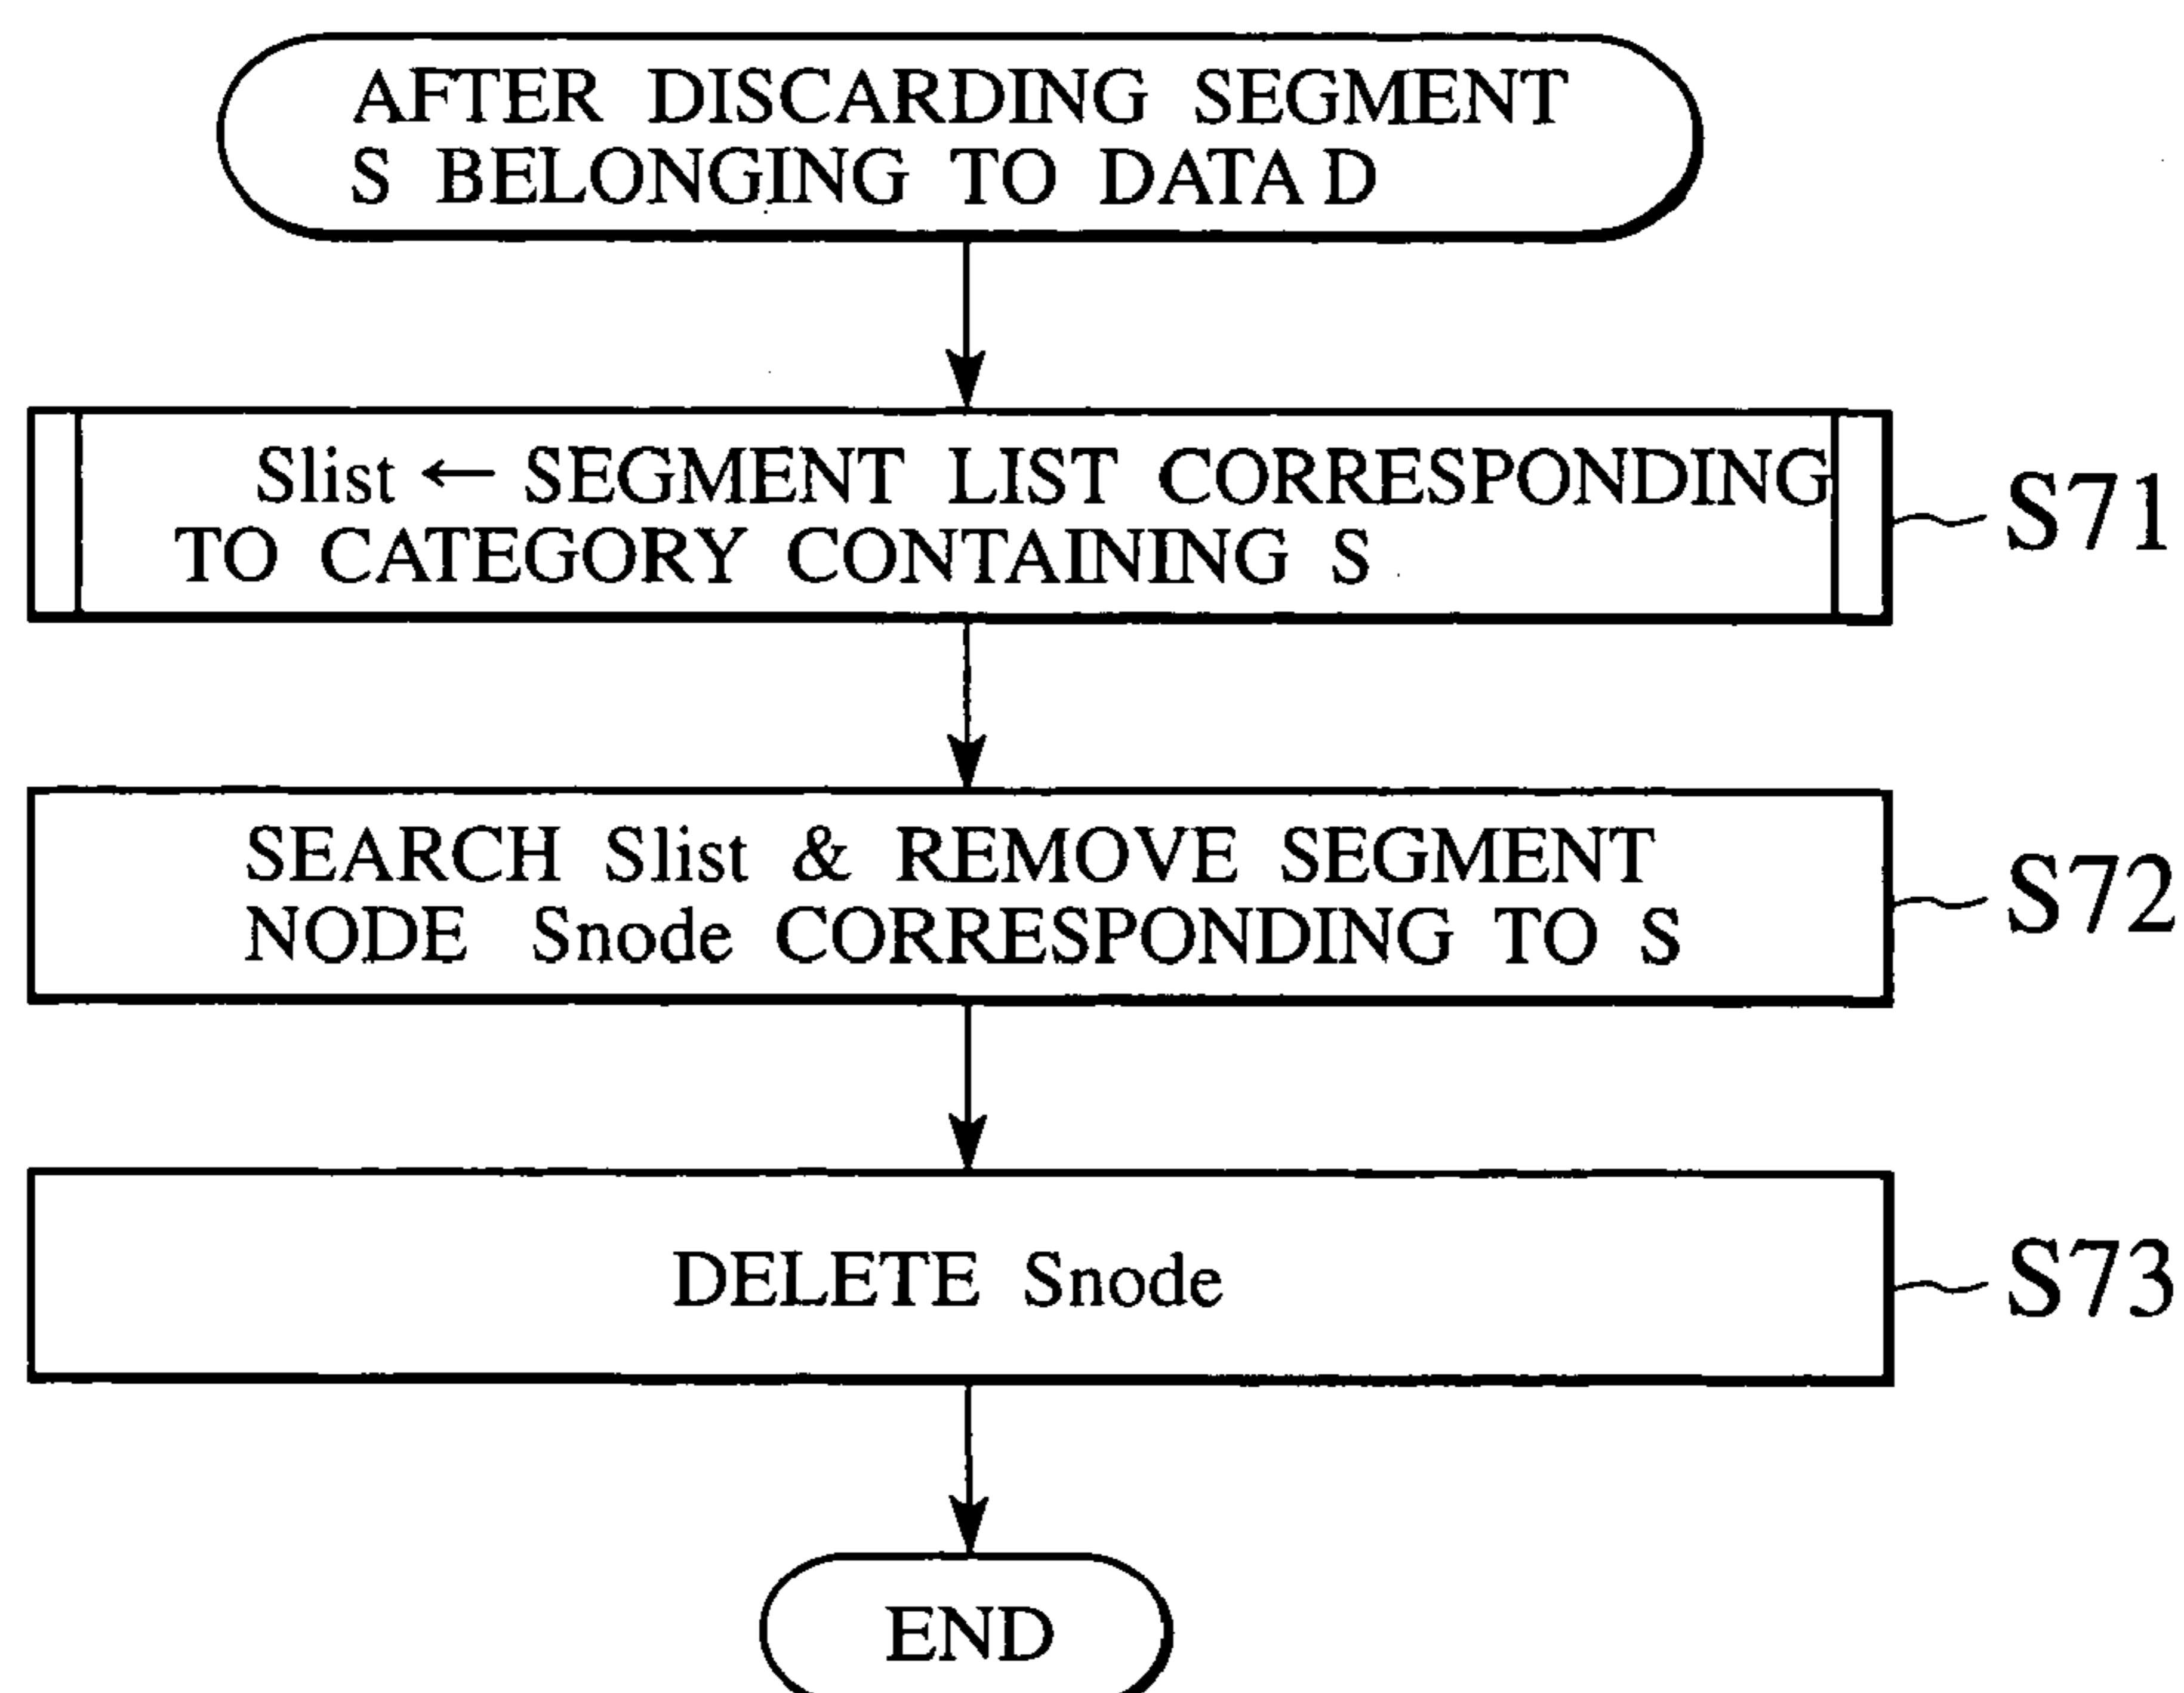 AFTER DISCARDING SEGMENT
S BELONGING TO DATA D
Slist ← SEGMENT LIST CORRESPONDING
TO CATEGORY CONTAINING S
S71
SEARCH Slist & REMOVE SEGMENT
NODE Snode CORRESPONDING TO S
S72
DELETE Snode
S73
END